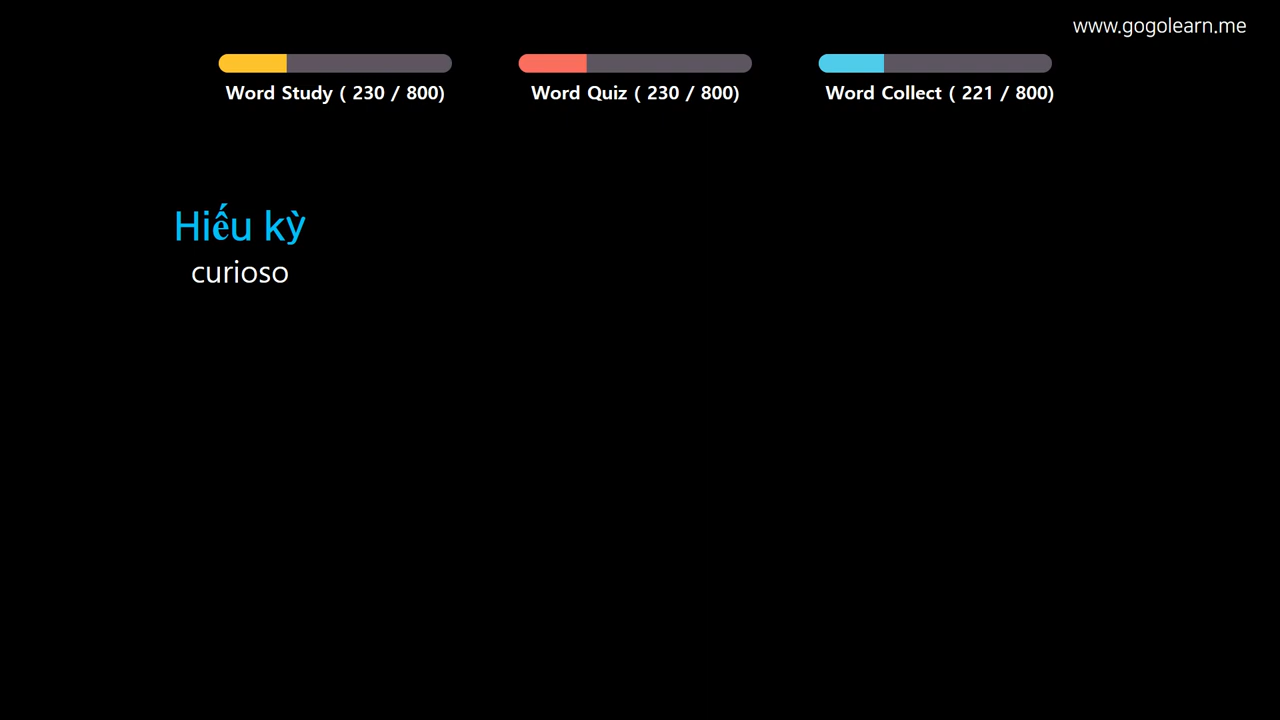 www.gogolearn.me
Word Study ( 230 / 800)
Word Quiz ( 230 / 800)
Word Collect ( 221 / 800)
Hiếu kỳ
curioso